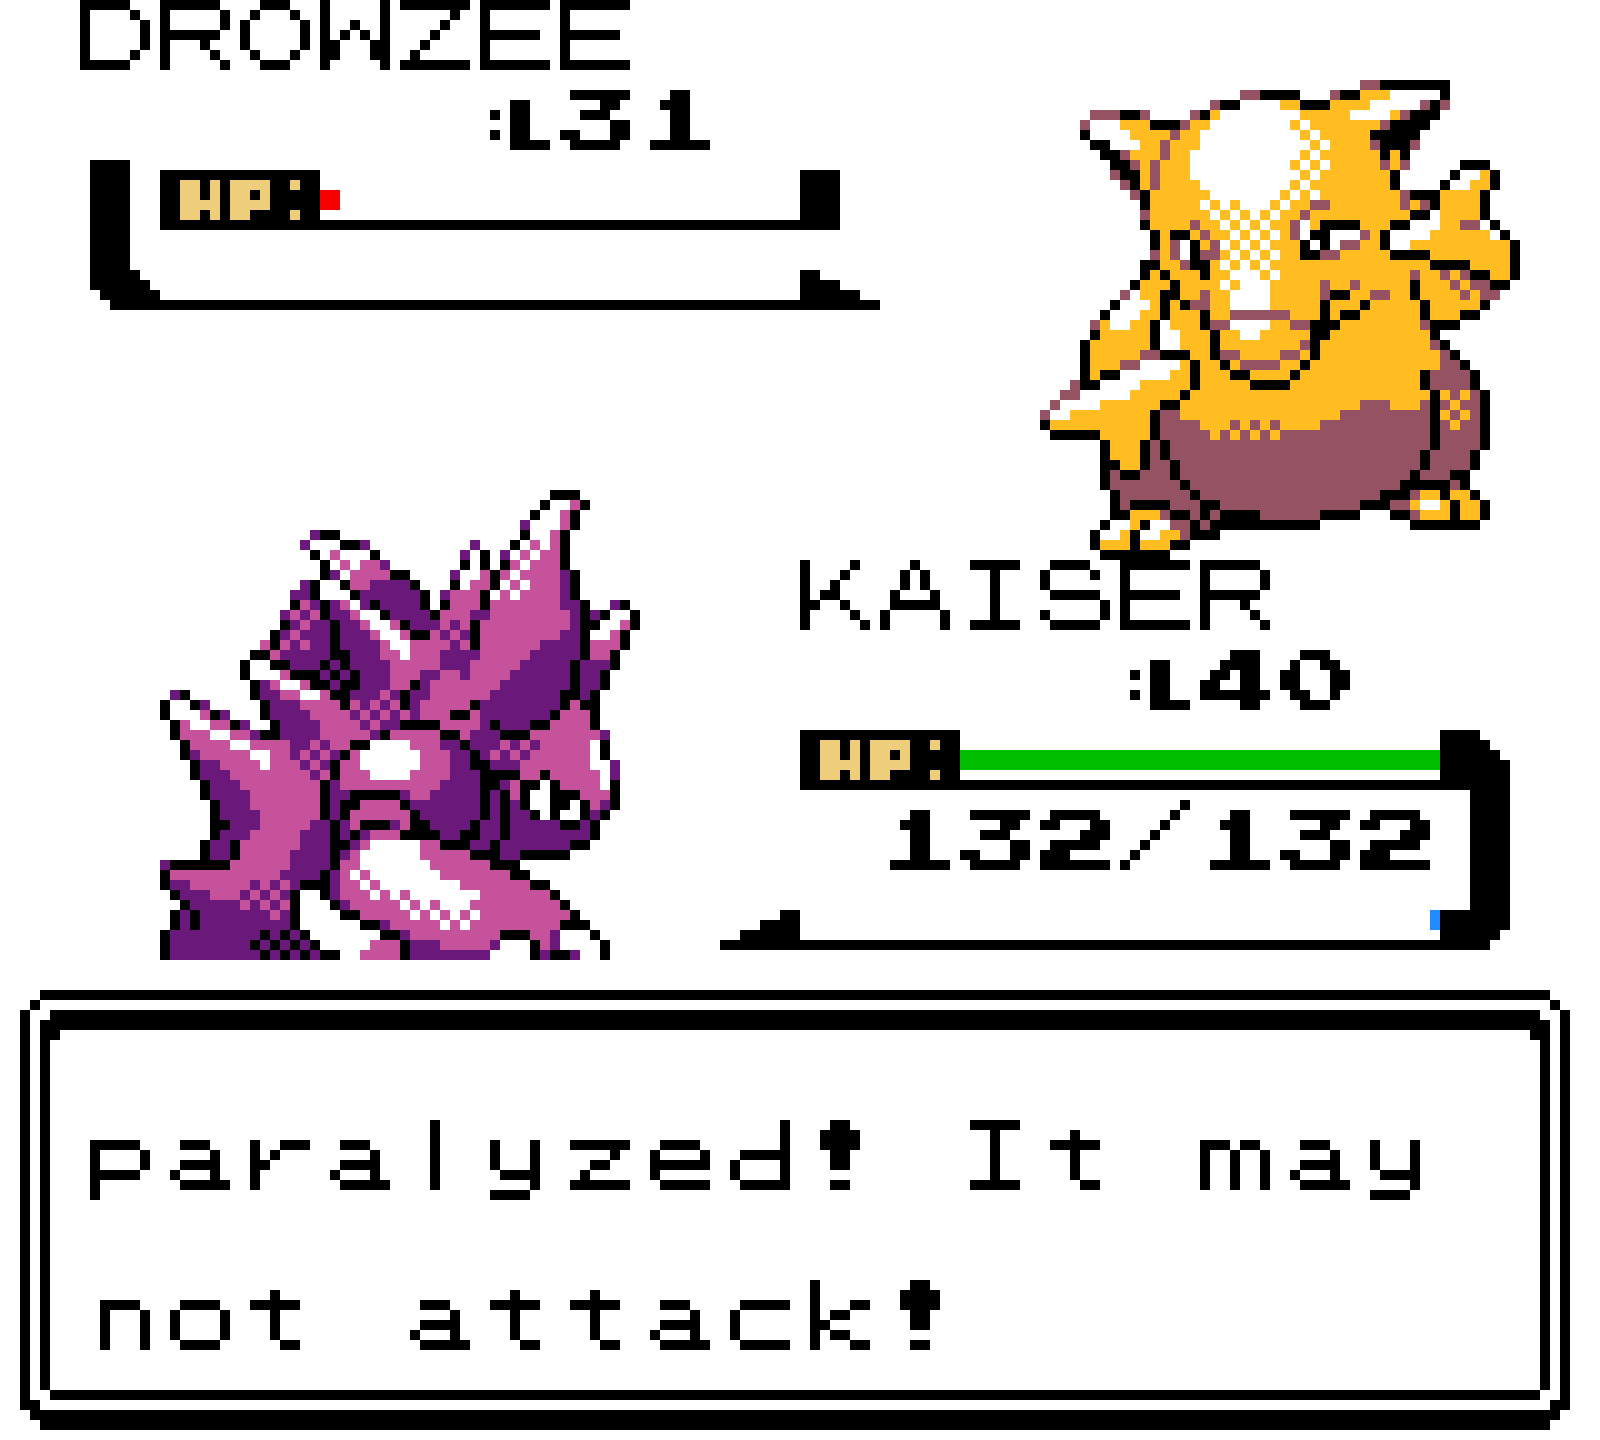 DROWZEE
:L31
HP:
KAISER
:L40
HP:
132/132
paralyzed! It may
not attack!